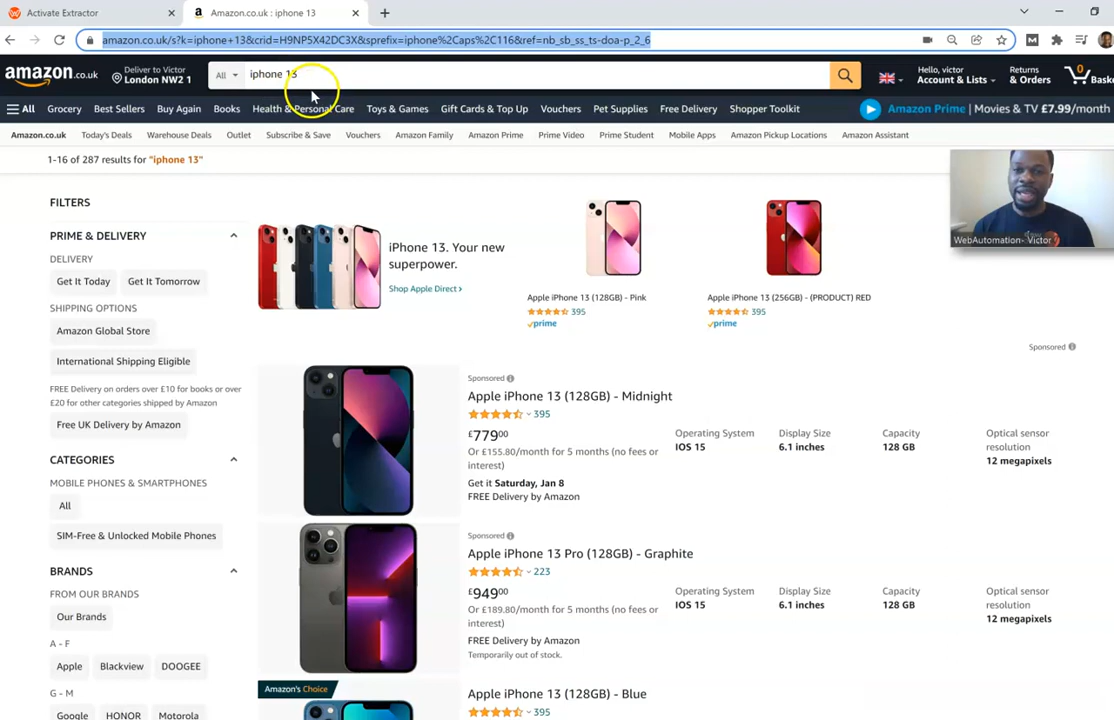 Activate Extractor
Amazon.co.uk : iphone 13
amazon.co.uk/s?k=iphone+13&crid=H9NP5X42DC3X&sprefix=iphone%2Caps%2C116&ref=nb_sb_ss_ts-doa-p_2_6
amazon.co.uk
Deliver to Victor
London NW2 1
All
iphone 13
Hello, victor
Account & Lists
Returns
& Orders
0
Bask
All
Grocery
Best Sellers
Buy Again
Books
Health & Personal Care
Toys & Games
Gift Cards & Top Up
Vouchers
Pet Supplies
Free Delivery
Shopper Toolkit
Amazon Prime | Movies & TV £7.99/month
Amazon.co.uk
Today's Deals
Warehouse Deals
Outlet
Subscribe & Save
Vouchers
Amazon Family
Amazon Prime
Prime Video
Prime Student
Mobile Apps
Amazon Pickup Locations
Amazon Assistant
1-16 of 287 results for "iphone 13"
WebAutomation- Victor
FILTERS
PRIME & DELIVERY
DELIVERY
Get It Today
Get It Tomorrow
SHIPPING OPTIONS
Amazon Global Store
International Shipping Eligible
FREE Delivery on orders over £10 for books or over
£20 for other categories shipped by Amazon
Free UK Delivery by Amazon
CATEGORIES
MOBILE PHONES & SMARTPHONES
All
SIM-Free & Unlocked Mobile Phones
BRANDS
FROM OUR BRANDS
Our Brands
A - F
Apple
Blackview
DOOGEE
G - M
Google
HONOR
Motorola
iPhone 13. Your new
superpower.
Shop Apple Direct ›
Apple iPhone 13 (128GB) - Pink
395
prime
Apple iPhone 13 (256GB) - (PRODUCT) RED
395
prime
Sponsored
Sponsored
Apple iPhone 13 (128GB) - Midnight
395
£77900
Or £155.80/month for 5 months (no fees or
interest)
Get it Saturday, Jan 8
FREE Delivery by Amazon
Operating System
IOS 15
Display Size
6.1 inches
Capacity
128 GB
Optical sensor
resolution
12 megapixels
Sponsored
Apple iPhone 13 Pro (128GB) - Graphite
223
£94900
Or £189.80/month for 5 months (no fees or
interest)
FREE Delivery by Amazon
Temporarily out of stock.
Operating System
IOS 15
Display Size
6.1 inches
Capacity
128 GB
Optical sensor
resolution
12 megapixels
Amazon's Choice
Apple iPhone 13 (128GB) - Blue
395